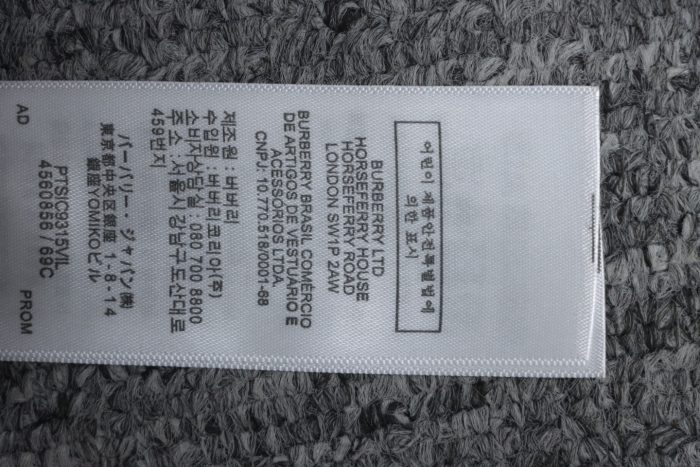 어린이 제품안전특별법에
의한 표시
BURBERRY LTD
HORSEFERRY HOUSE
HORSEFERRY ROAD
LONDON SW1P 2AW
BURBERRY BRASIL COMÉRCIO
DE ARTIGOS DE VESTUARIO E
ACESSORIOS LTDA.
CNPJ: 10.770.518/0001-68
제조원 : 버버리
수입원 : 버버리코리아(주)
소비자상담실 : 080 700 8800
주소 : 서울시 강남구도산대로
459번지
バーバリー・ジャパン㈱
東京都中央区銀座 1-8-14
銀座YOMIKOビル
PTS/C9315VIL
4560856 / 69C
AD PROM